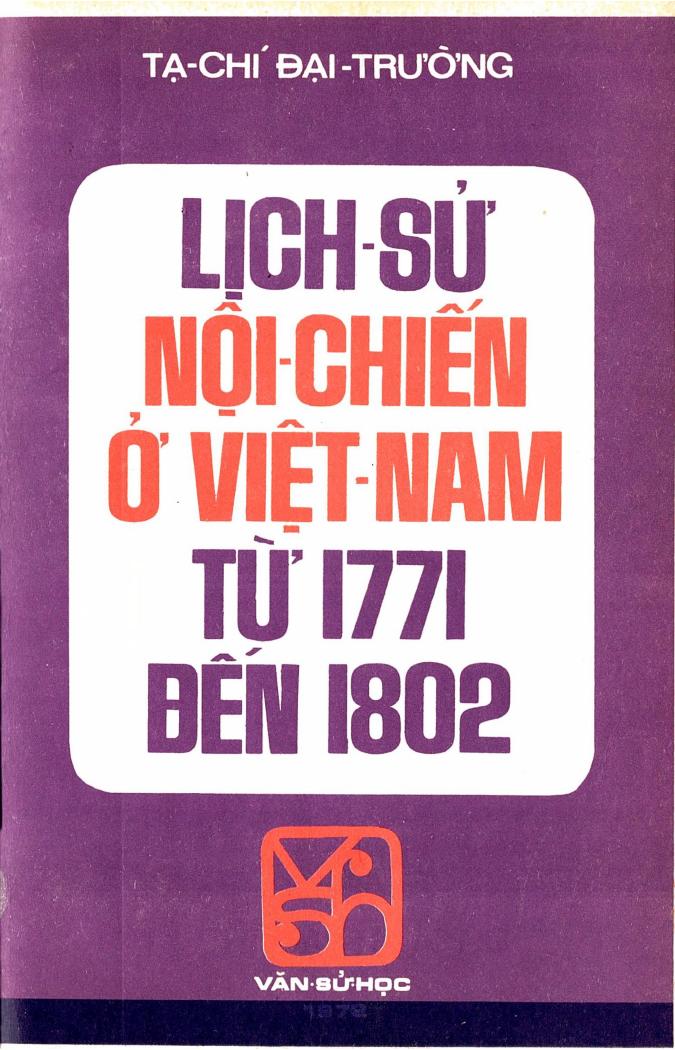 TẠ-CHÍ ĐẠI-TRƯỜNG
LỊCH-SỬ
NỘI-CHIẾN
Ở VIỆT-NAM
TỪ 1771
ĐẾN 1802
VĂN·SỬ·HỌC